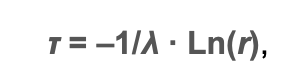 τ = –1/λ · Ln(r),